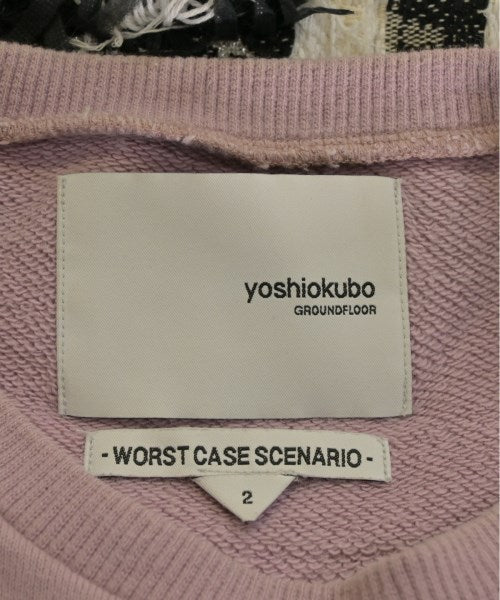 yoshiokubo
GROUNDFLOOR
- WORST CASE SCENARIO -
2